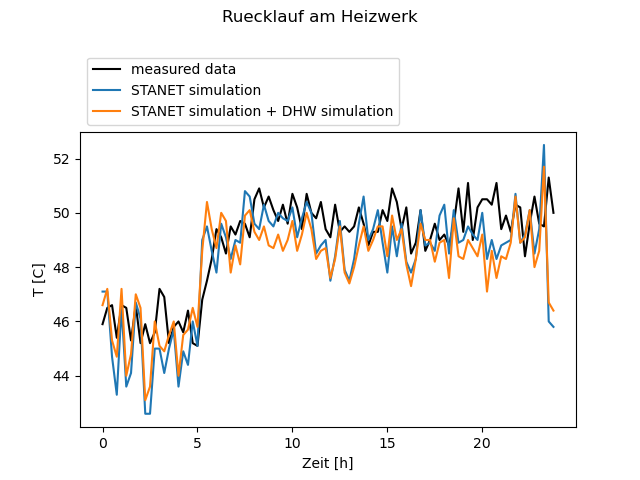 Ruecklauf am Heizwerk
measured data
STANET simulation
STANET simulation + DHW simulation
52
50
48
46
44
T [C]
0 5 10 15 20
Zeit [h]